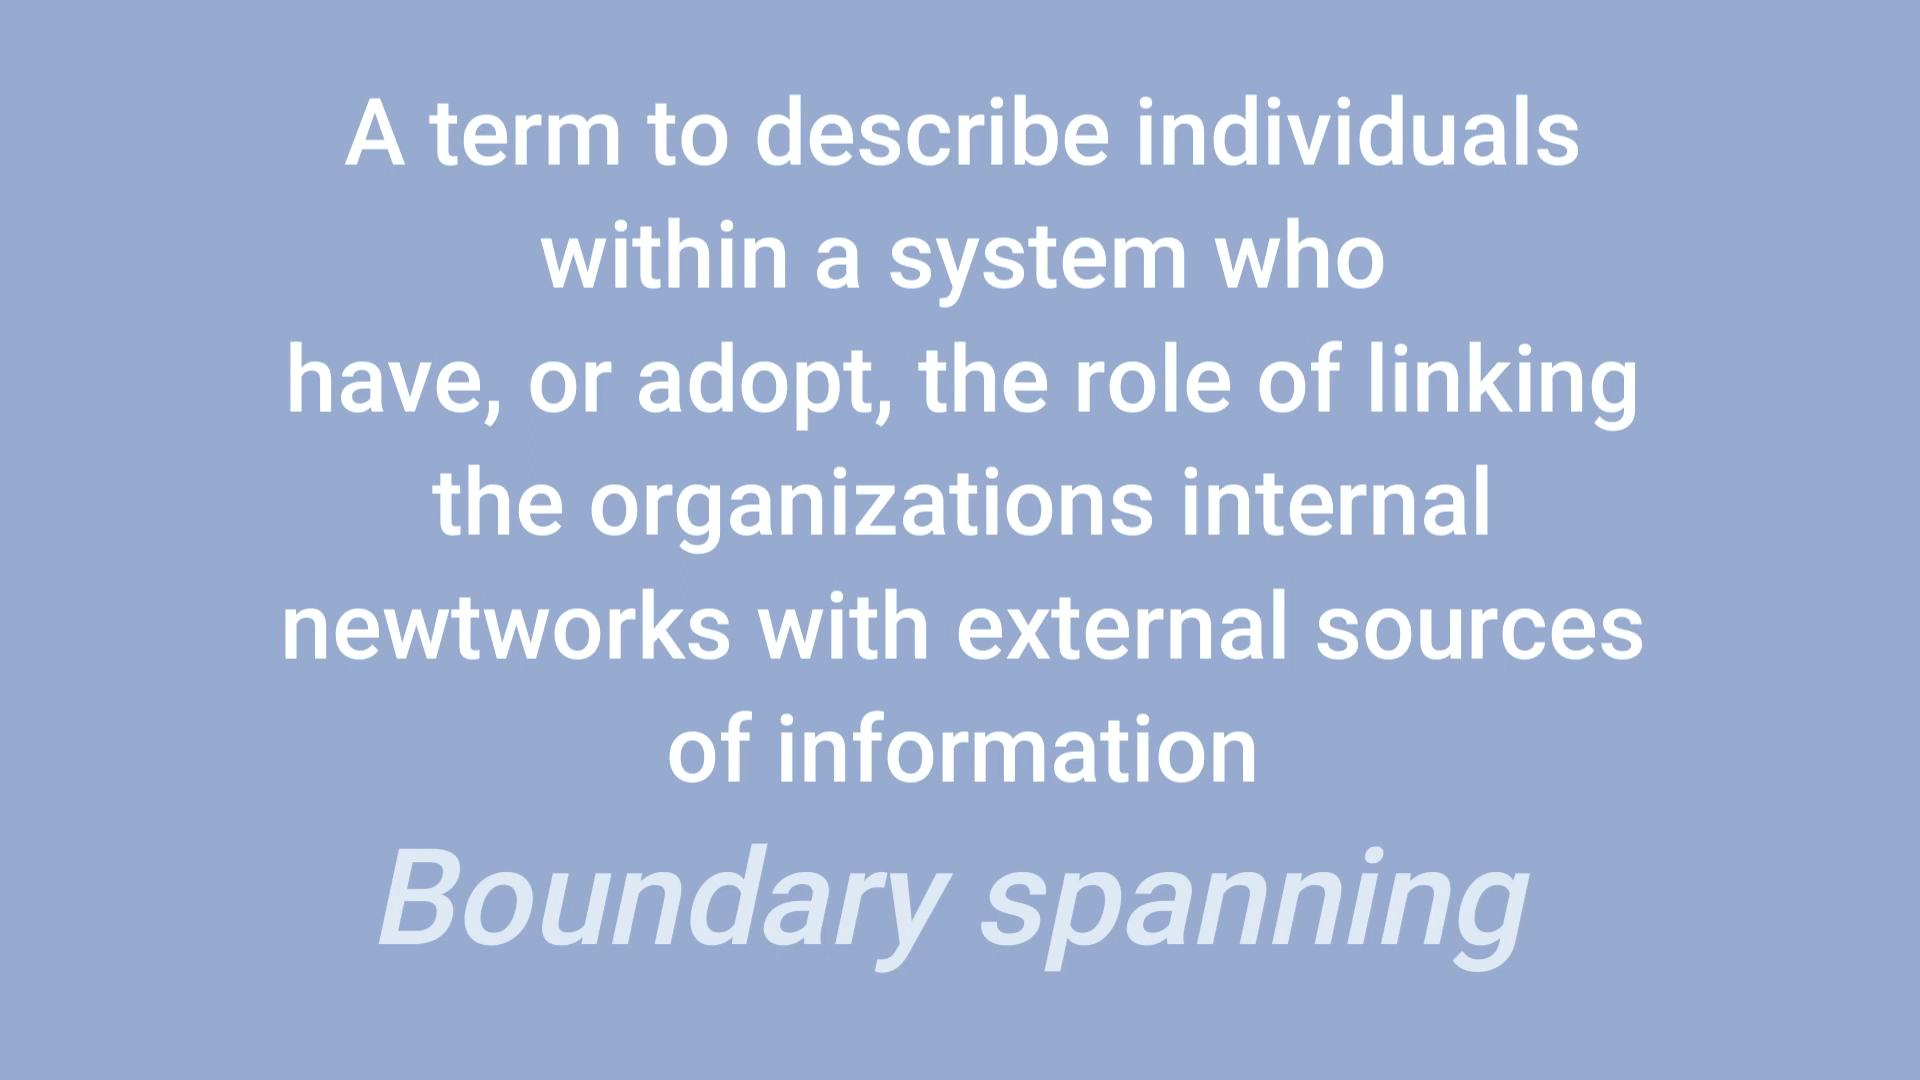 A term to describe individuals
within a system who
have, or adopt, the role of linking
the organizations internal
newtworks with external sources
of information
Boundary spanning